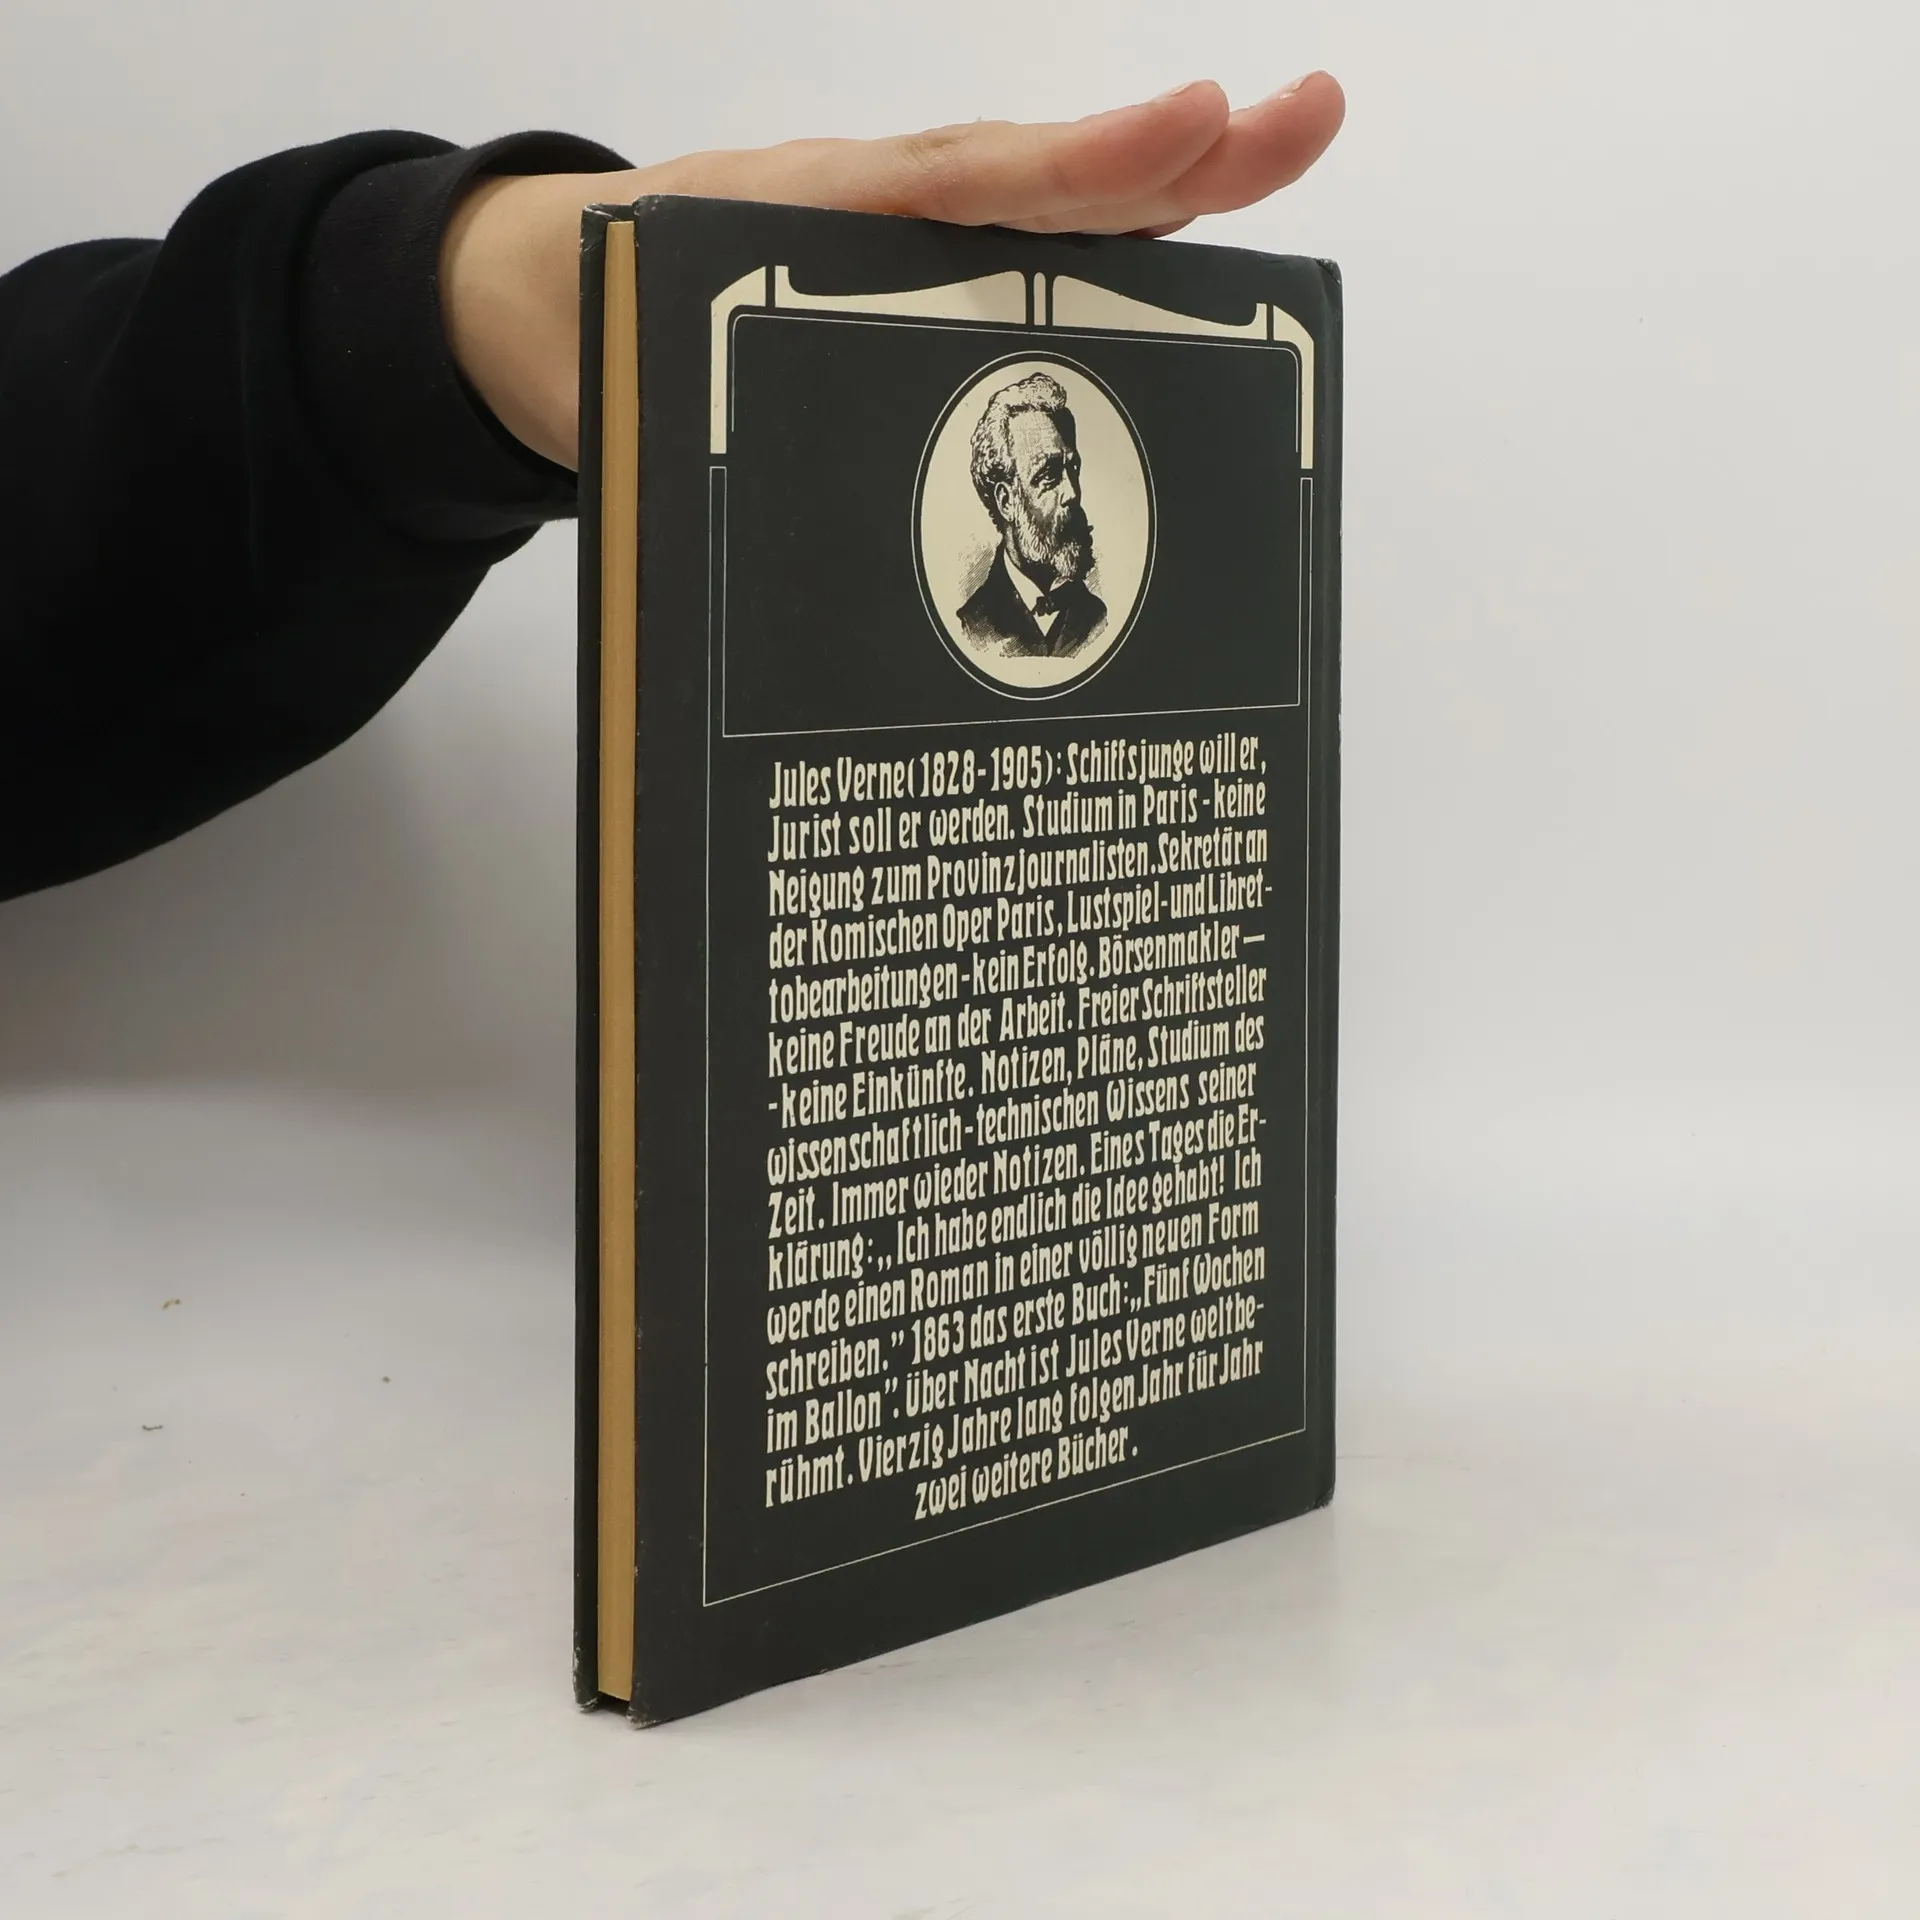 Jules Verne (1828-1905): Schiffsjunge will er,
Jurist soll er werden. Studium in Paris - keine
Neigung zum Provinzjournalisten. Sekretär an
der Komischen Oper Paris, Lustspiel- und Libret-
tobearbeitungen - kein Erfolg. Börsenmakler —
keine Freude an der Arbeit. Freier Schriftsteller
- keine Einkünfte. Notizen, Pläne, Studium des
wissenschaftlich-technischen Wissens seiner
Zeit. Immer wieder Notizen. Eines Tages die Er-
klärung: „Ich habe endlich die Idee gehabt! Ich
werde einen Roman in einer völlig neuen Form
schreiben.” 1863 das erste Buch: „Fünf Wochen
im Ballon”. Über Nacht ist Jules Verne weltbe-
rühmt. Vierzig Jahre lang folgen Jahr für Jahr
zwei weitere Bücher.